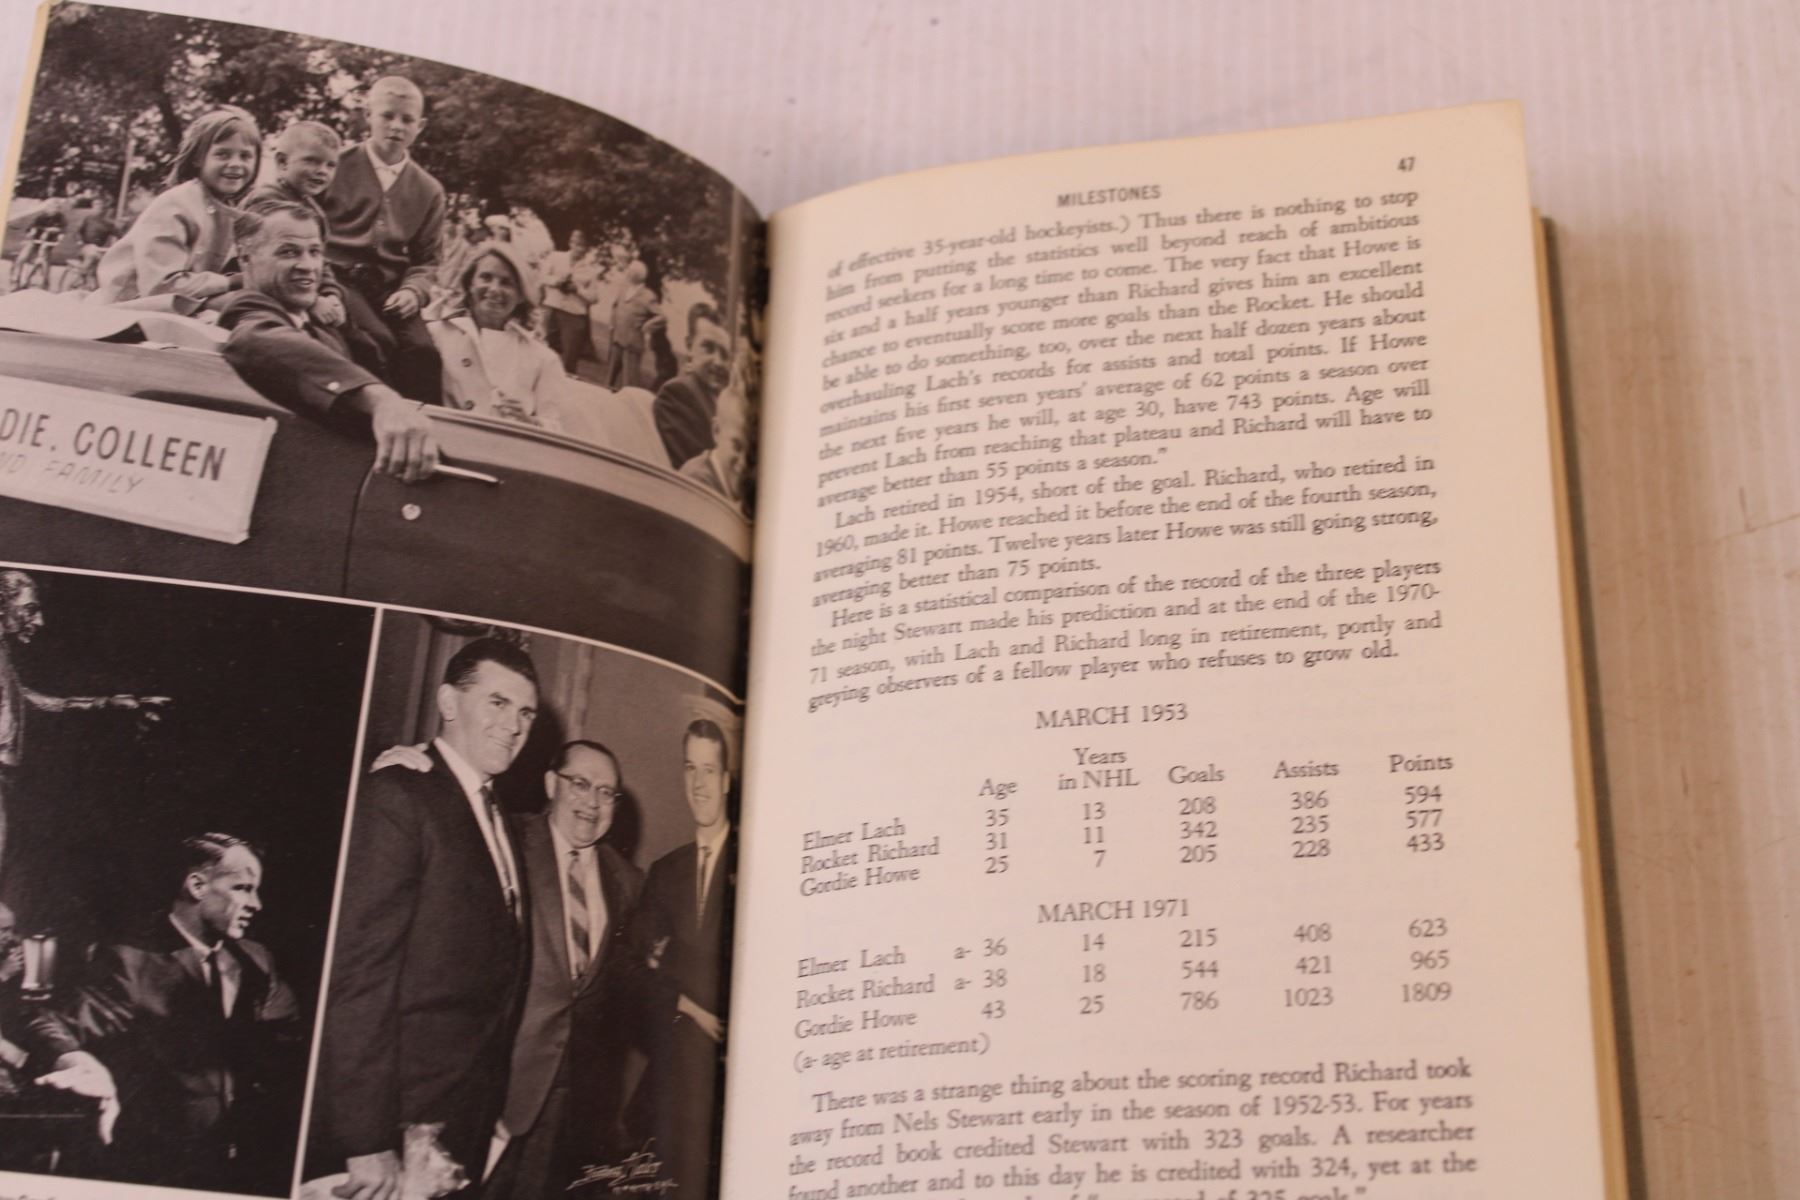 DIE. COLLEEN
ND FAMILY
47
MILESTONES
of effective 35-year-old hockeyists.) Thus there is nothing to stop
him from putting the statistics well beyond reach of ambitious
record seekers for a long time to come. The very fact that Howe is
six and a half years younger than Richard gives him an excellent
chance to eventually score more goals than the Rocket. He should
be able to do something, too, over the next half dozen years about
overhauling Lach's records for assists and total points. If Howe
maintains his first seven years' average of 62 points a season over
the next five years he will, at age 30, have 743 points. Age will
prevent Lach from reaching that plateau and Richard will have to
average better than 55 points a season."
Lach retired in 1954, short of the goal. Richard, who retired in
1960, made it. Howe reached it before the end of the fourth season,
averaging 81 points. Twelve years later Howe was still going strong,
averaging better than 75 points.
Here is a statistical comparison of the record of the three players
the night Stewart made his prediction and at the end of the 1970-
71 season, with Lach and Richard long in retirement, portly and
greying observers of a fellow player who refuses to grow old.
MARCH 1953
Years
Age in NHL Goals Assists Points
Elmer Lach 35 13 208 386 594
Rocket Richard 31 11 342 235 577
Gordie Howe 25 7 205 228 433
MARCH 1971
Elmer Lach a- 36 14 215 408 623
Rocket Richard a- 38 18 544 421 965
Gordie Howe 43 25 786 1023 1809
(a- age at retirement)
There was a strange thing about the scoring record Richard took
away from Nels Stewart early in the season of 1952-53. For years
the record book credited Stewart with 323 goals. A researcher
found another and to this day he is credited with 324, yet at the
of 325 goals."